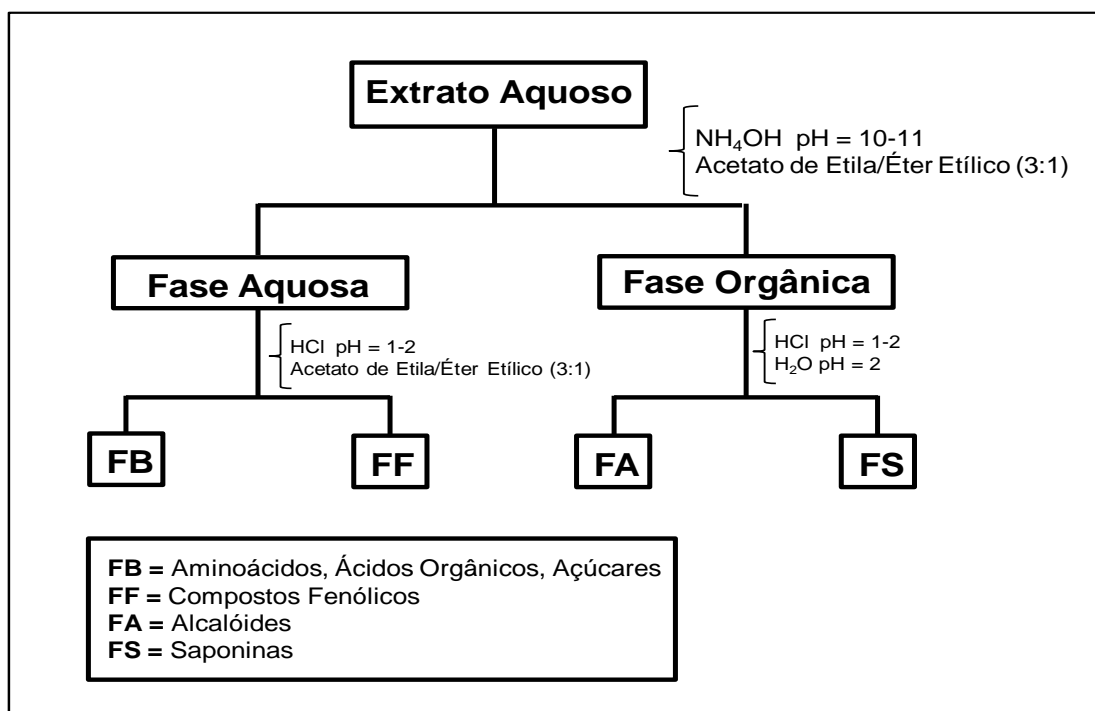 Extrato Aquoso
NH₄OH pH = 10-11
Acetato de Etila/Éter Etílico (3:1)
Fase Aquosa
Fase Orgânica
HCl pH = 1-2
Acetato de Etila/Éter Etílico (3:1)
HCl pH = 1-2
H₂O pH = 2
FB
FF
FA
FS
FB = Aminoácidos, Ácidos Orgânicos, Açúcares
FF = Compostos Fenólicos
FA = Alcalóides
FS = Saponinas